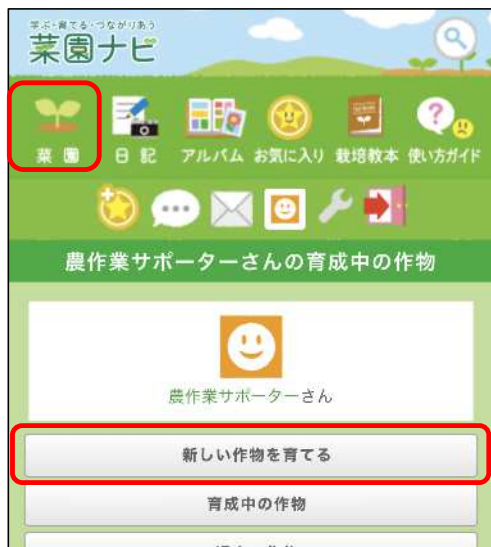 学ぶ・育てる・つながりあう
菜園ナビ
菜園 日記 アルバム お気に入り 栽培教本 使い方ガイド
農作業サポーターさんの育成中の作物
農作業サポーターさん
新しい作物を育てる
育成中の作物